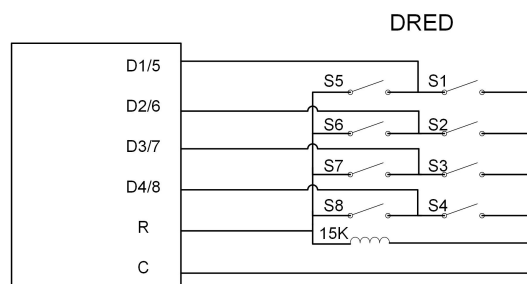 DRED
D1/5
S5 S1
D2/6
S6 S2
D3/7
S7 S3
D4/8
S8 S4
R
15K
C